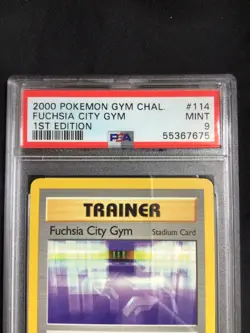 2000 POKEMON GYM CHAL. #114
FUCHSIA CITY GYM MINT
1ST EDITION PSA 9
55367675
TRAINER
Fuchsia City Gym Stadium Card